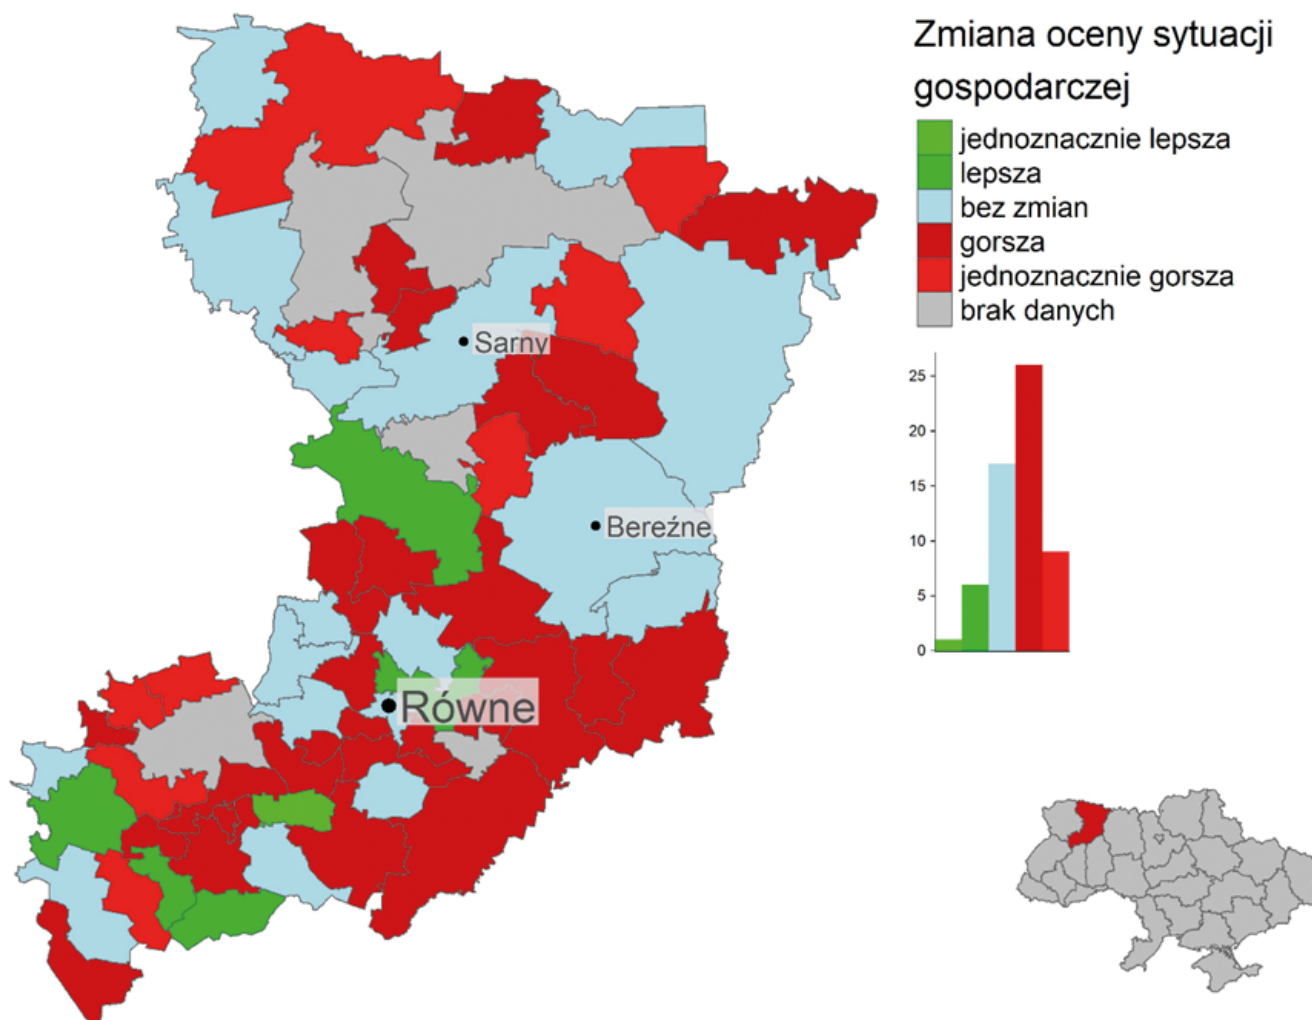 Zmiana oceny sytuacji
gospodarczej
jednoznacznie lepsza
lepsza
bez zmian
gorsza
jednoznacznie gorsza
brak danych
Sarny
Bereźne
Równe
25
20
15
10
5
0